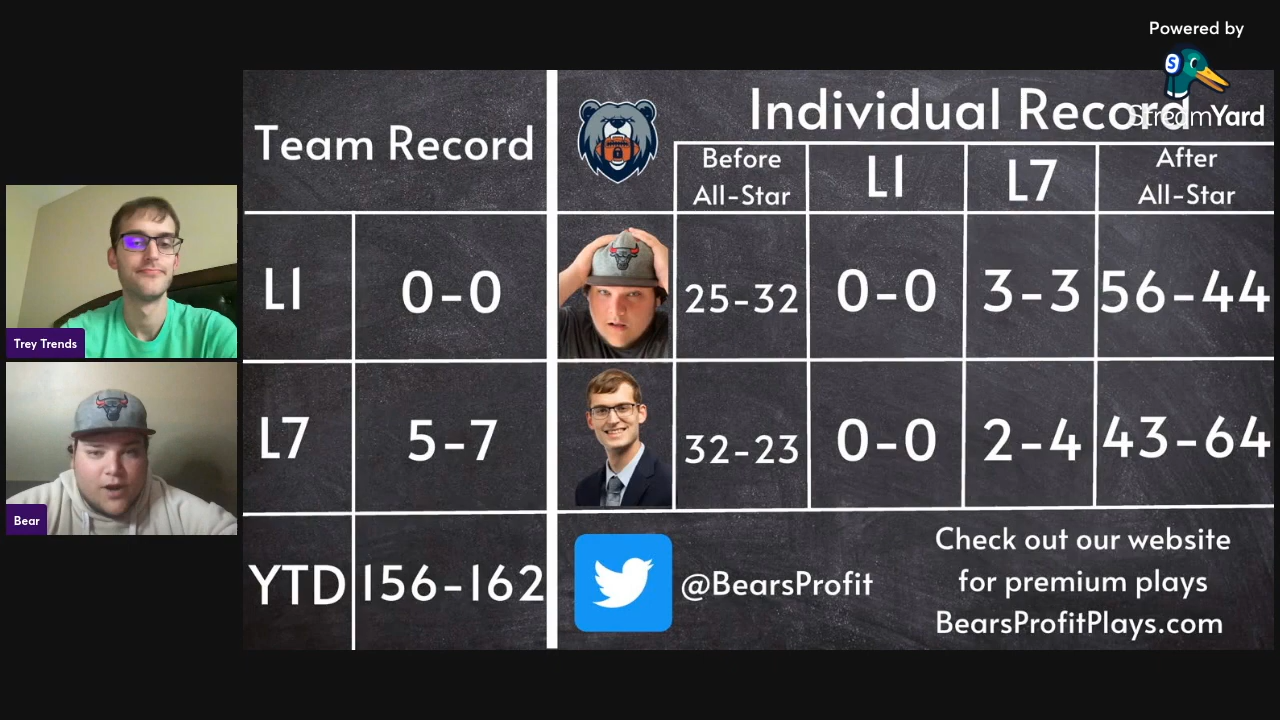 Powered by
StreamYard
Team Record
L1
0-0
L7
5-7
YTD
156-162
Individual Record
Before
All-Star
L1
L7
After
All-Star
25-32
0-0
3-3
56-44
32-23
0-0
2-4
43-64
@BearsProfit
Check out our website
for premium plays
BearsProfitPlays.com
Trey Trends
Bear